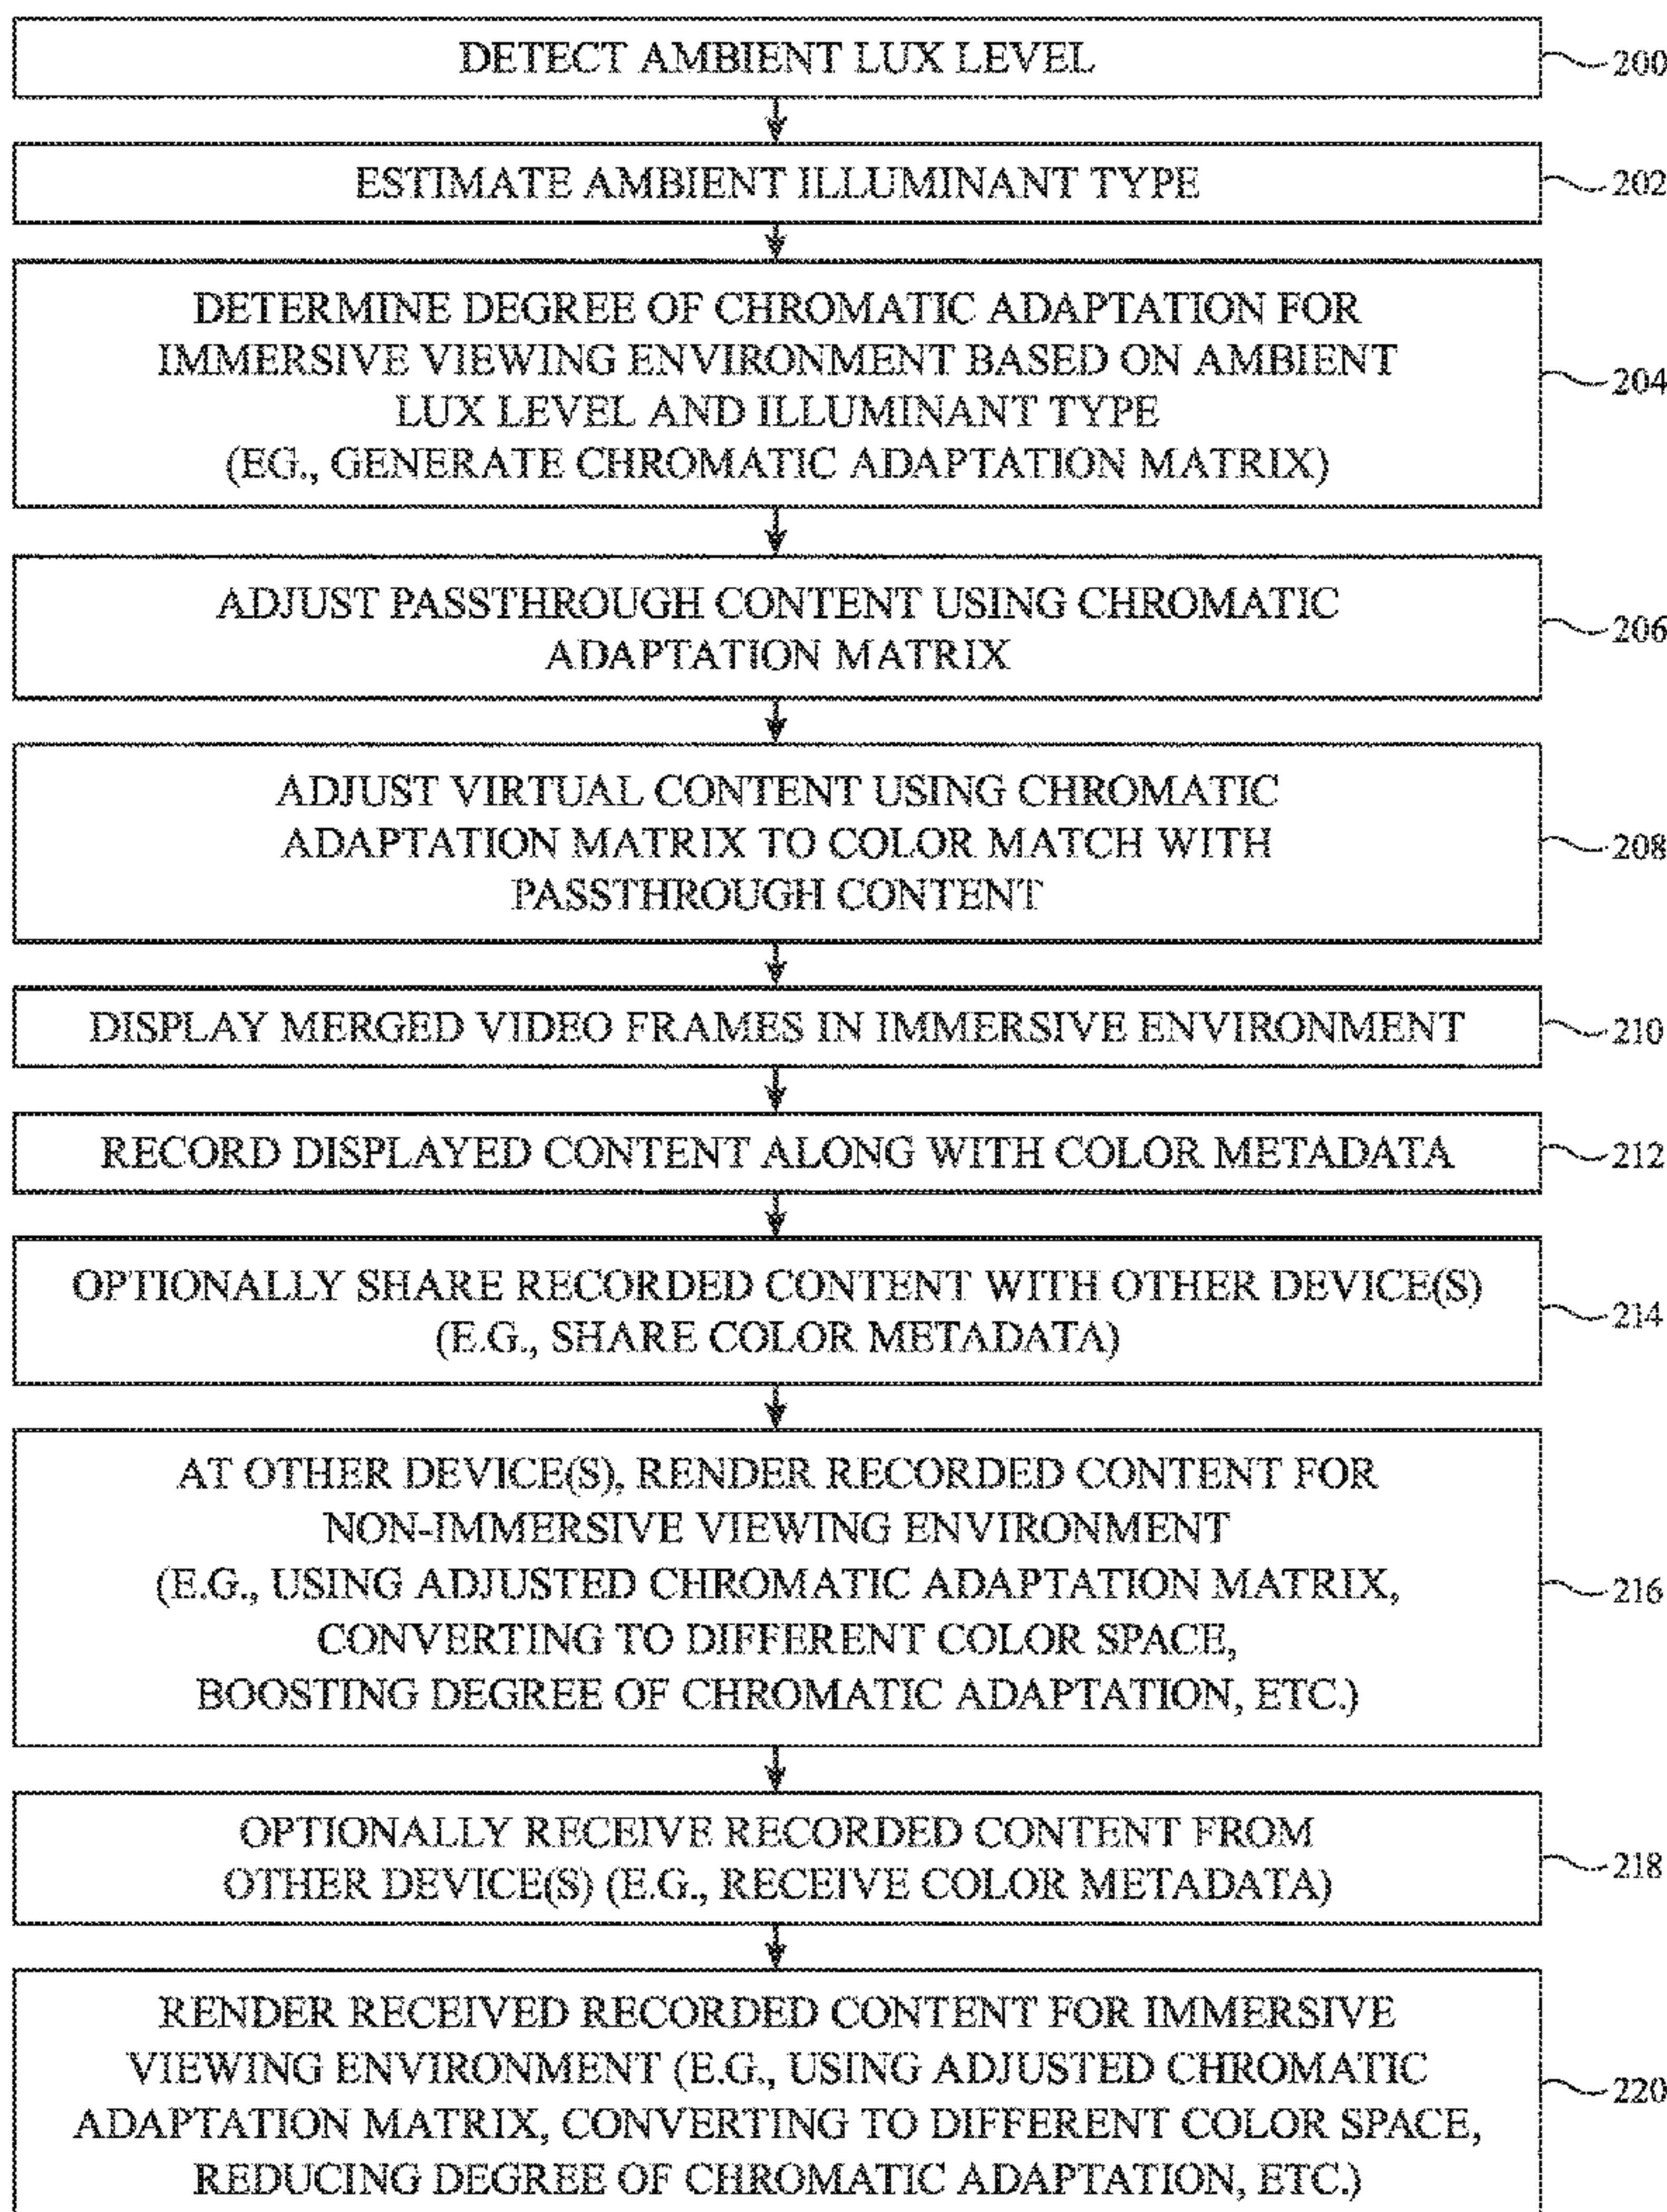 DETECT AMBIENT LUX LEVEL
200
ESTIMATE AMBIENT ILLUMINANT TYPE
202
DETERMINE DEGREE OF CHROMATIC ADAPTATION FOR
IMMERSIVE VIEWING ENVIRONMENT BASED ON AMBIENT
LUX LEVEL AND ILLUMINANT TYPE
(EG., GENERATE CHROMATIC ADAPTATION MATRIX)
204
ADJUST PASSTHROUGH CONTENT USING CHROMATIC
ADAPTATION MATRIX
206
ADJUST VIRTUAL CONTENT USING CHROMATIC
ADAPTATION MATRIX TO COLOR MATCH WITH
PASSTHROUGH CONTENT
208
DISPLAY MERGED VIDEO FRAMES IN IMMERSIVE ENVIRONMENT
210
RECORD DISPLAYED CONTENT ALONG WITH COLOR METADATA
212
OPTIONALLY SHARE RECORDED CONTENT WITH OTHER DEVICE(S)
(E.G., SHARE COLOR METADATA)
214
AT OTHER DEVICE(S), RENDER RECORDED CONTENT FOR
NON-IMMERSIVE VIEWING ENVIRONMENT
(E.G., USING ADJUSTED CHROMATIC ADAPTATION MATRIX,
CONVERTING TO DIFFERENT COLOR SPACE,
BOOSTING DEGREE OF CHROMATIC ADAPTATION, ETC.)
216
OPTIONALLY RECEIVE RECORDED CONTENT FROM
OTHER DEVICE(S) (E.G., RECEIVE COLOR METADATA)
218
RENDER RECEIVED RECORDED CONTENT FOR IMMERSIVE
VIEWING ENVIRONMENT (E.G., USING ADJUSTED CHROMATIC
ADAPTATION MATRIX, CONVERTING TO DIFFERENT COLOR SPACE,
REDUCING DEGREE OF CHROMATIC ADAPTATION, ETC.)
220